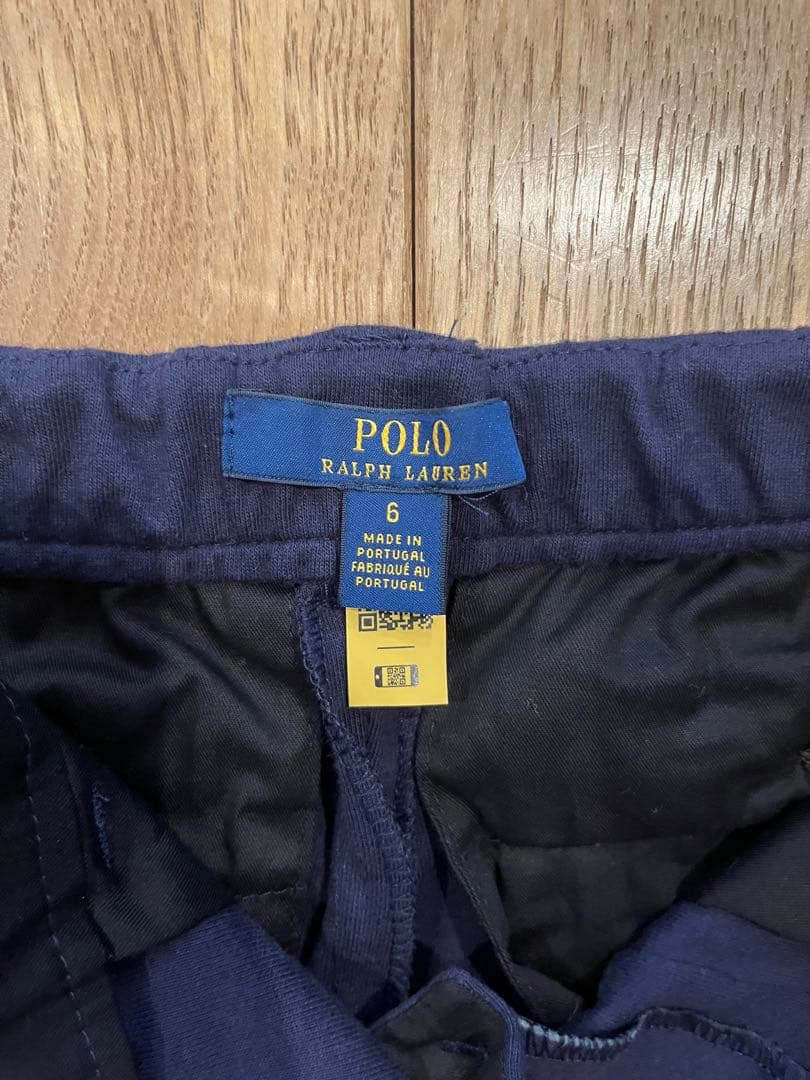 POLO
RALPH LAUREN
6
MADE IN
PORTUGAL
FABRIQUÉ AU
PORTUGAL